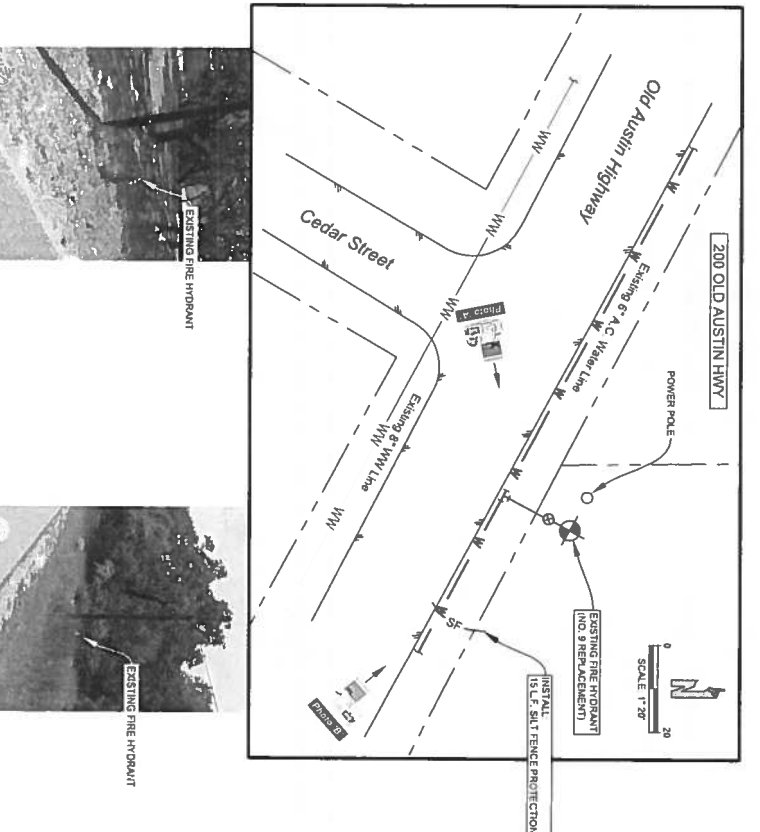 200 OLD AUSTIN HWY
Old Austin Highway
Cedar Street
W
W
W
W
W
W
W
W
Existing 6" A.C Water Line
WW
WW
WW
WW
WW
Existing 8" WW Line
POWER POLE
EXISTING FIRE HYDRANT
(NO. 9 REPLACEMENT)
INSTALL
15 L.F. SILT FENCE PROTECTION
SF
Photo 'A'
Photo 'B'
N
0
20
SCALE 1" 20'
EXISTING FIRE HYDRANT
EXISTING FIRE HYDRANT